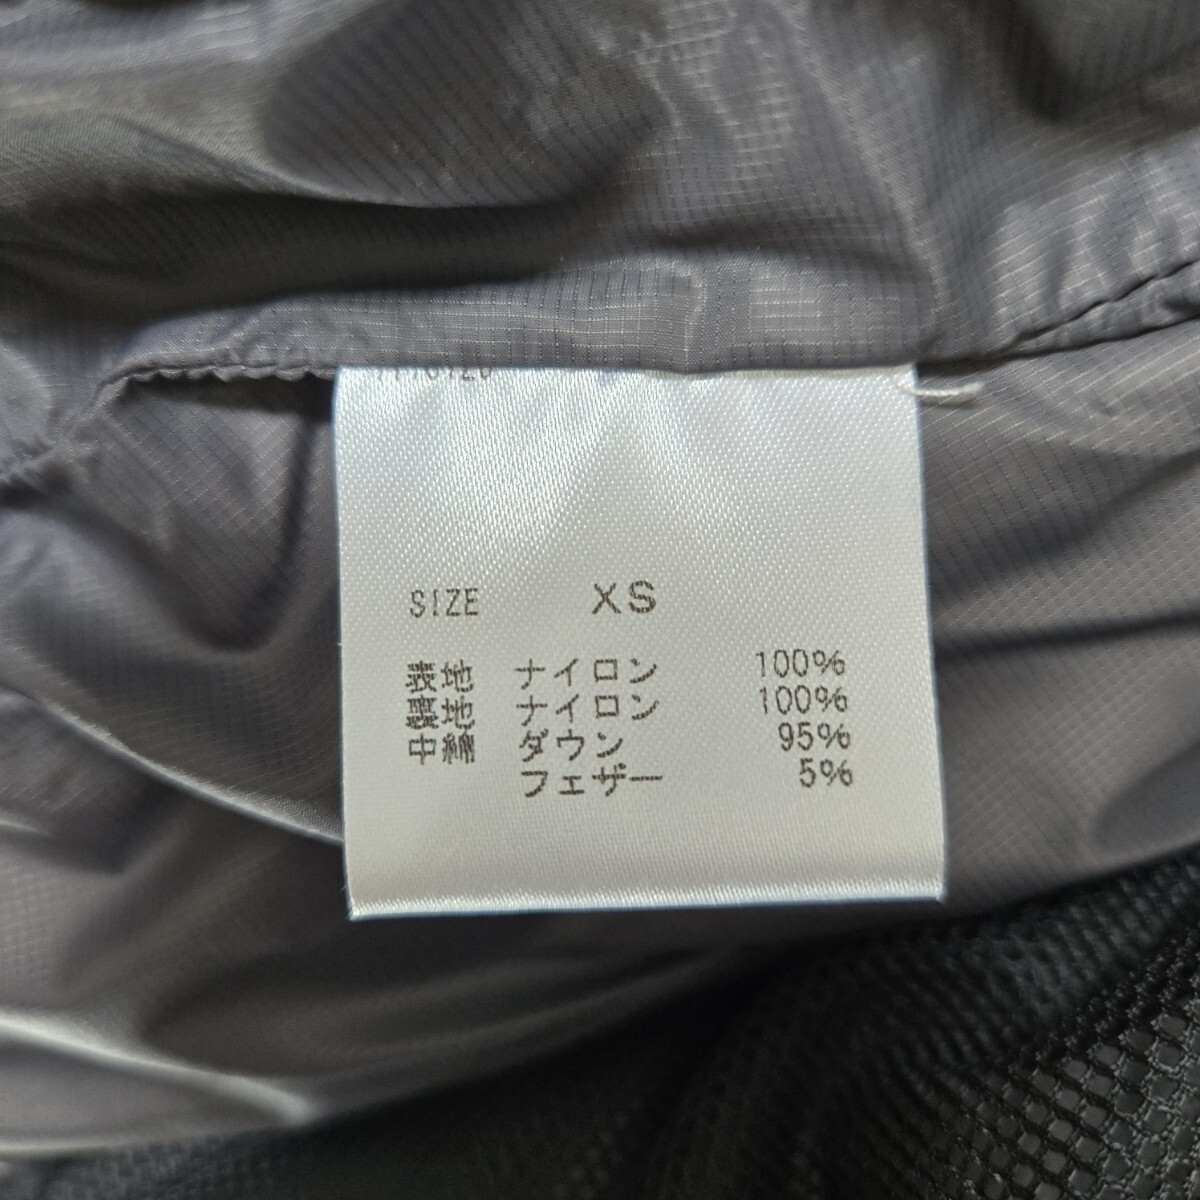 SIZE XS
表地 ナイロン 100%
裏地 ナイロン 100%
中綿 ダウン 95%
フェザー 5%